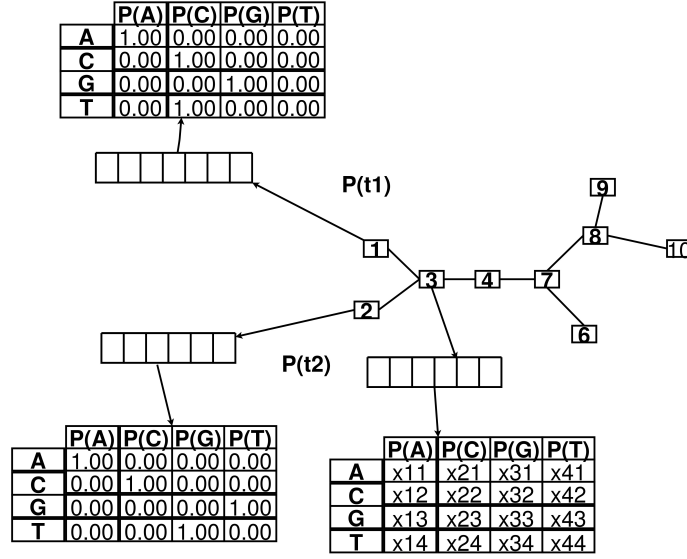 P(A) P(C) P(G) P(T)
A 1.00 0.00 0.00 0.00
C 0.00 1.00 0.00 0.00
G 0.00 0.00 1.00 0.00
T 0.00 1.00 0.00 0.00
P(t1)
9
8
10
1
3 4 7
2
6
P(t2)
P(A) P(C) P(G) P(T)
A 1.00 0.00 0.00 0.00
C 0.00 1.00 0.00 0.00
G 0.00 0.00 0.00 1.00
T 0.00 0.00 1.00 0.00
P(A) P(C) P(G) P(T)
A x11 x21 x31 x41
C x12 x22 x32 x42
G x13 x23 x33 x43
T x14 x24 x34 x44